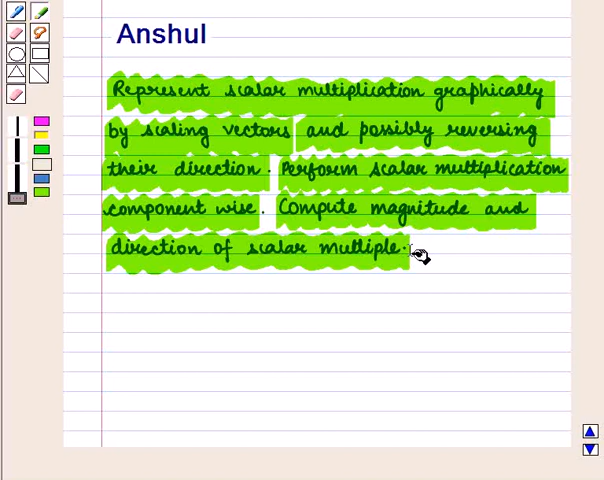 Anshul
Represent scalar multiplication graphically
by scaling vectors and possibly reversing
their direction. Perform scalar multiplication
component wise. Compute magnitude and
direction of scalar multiple.